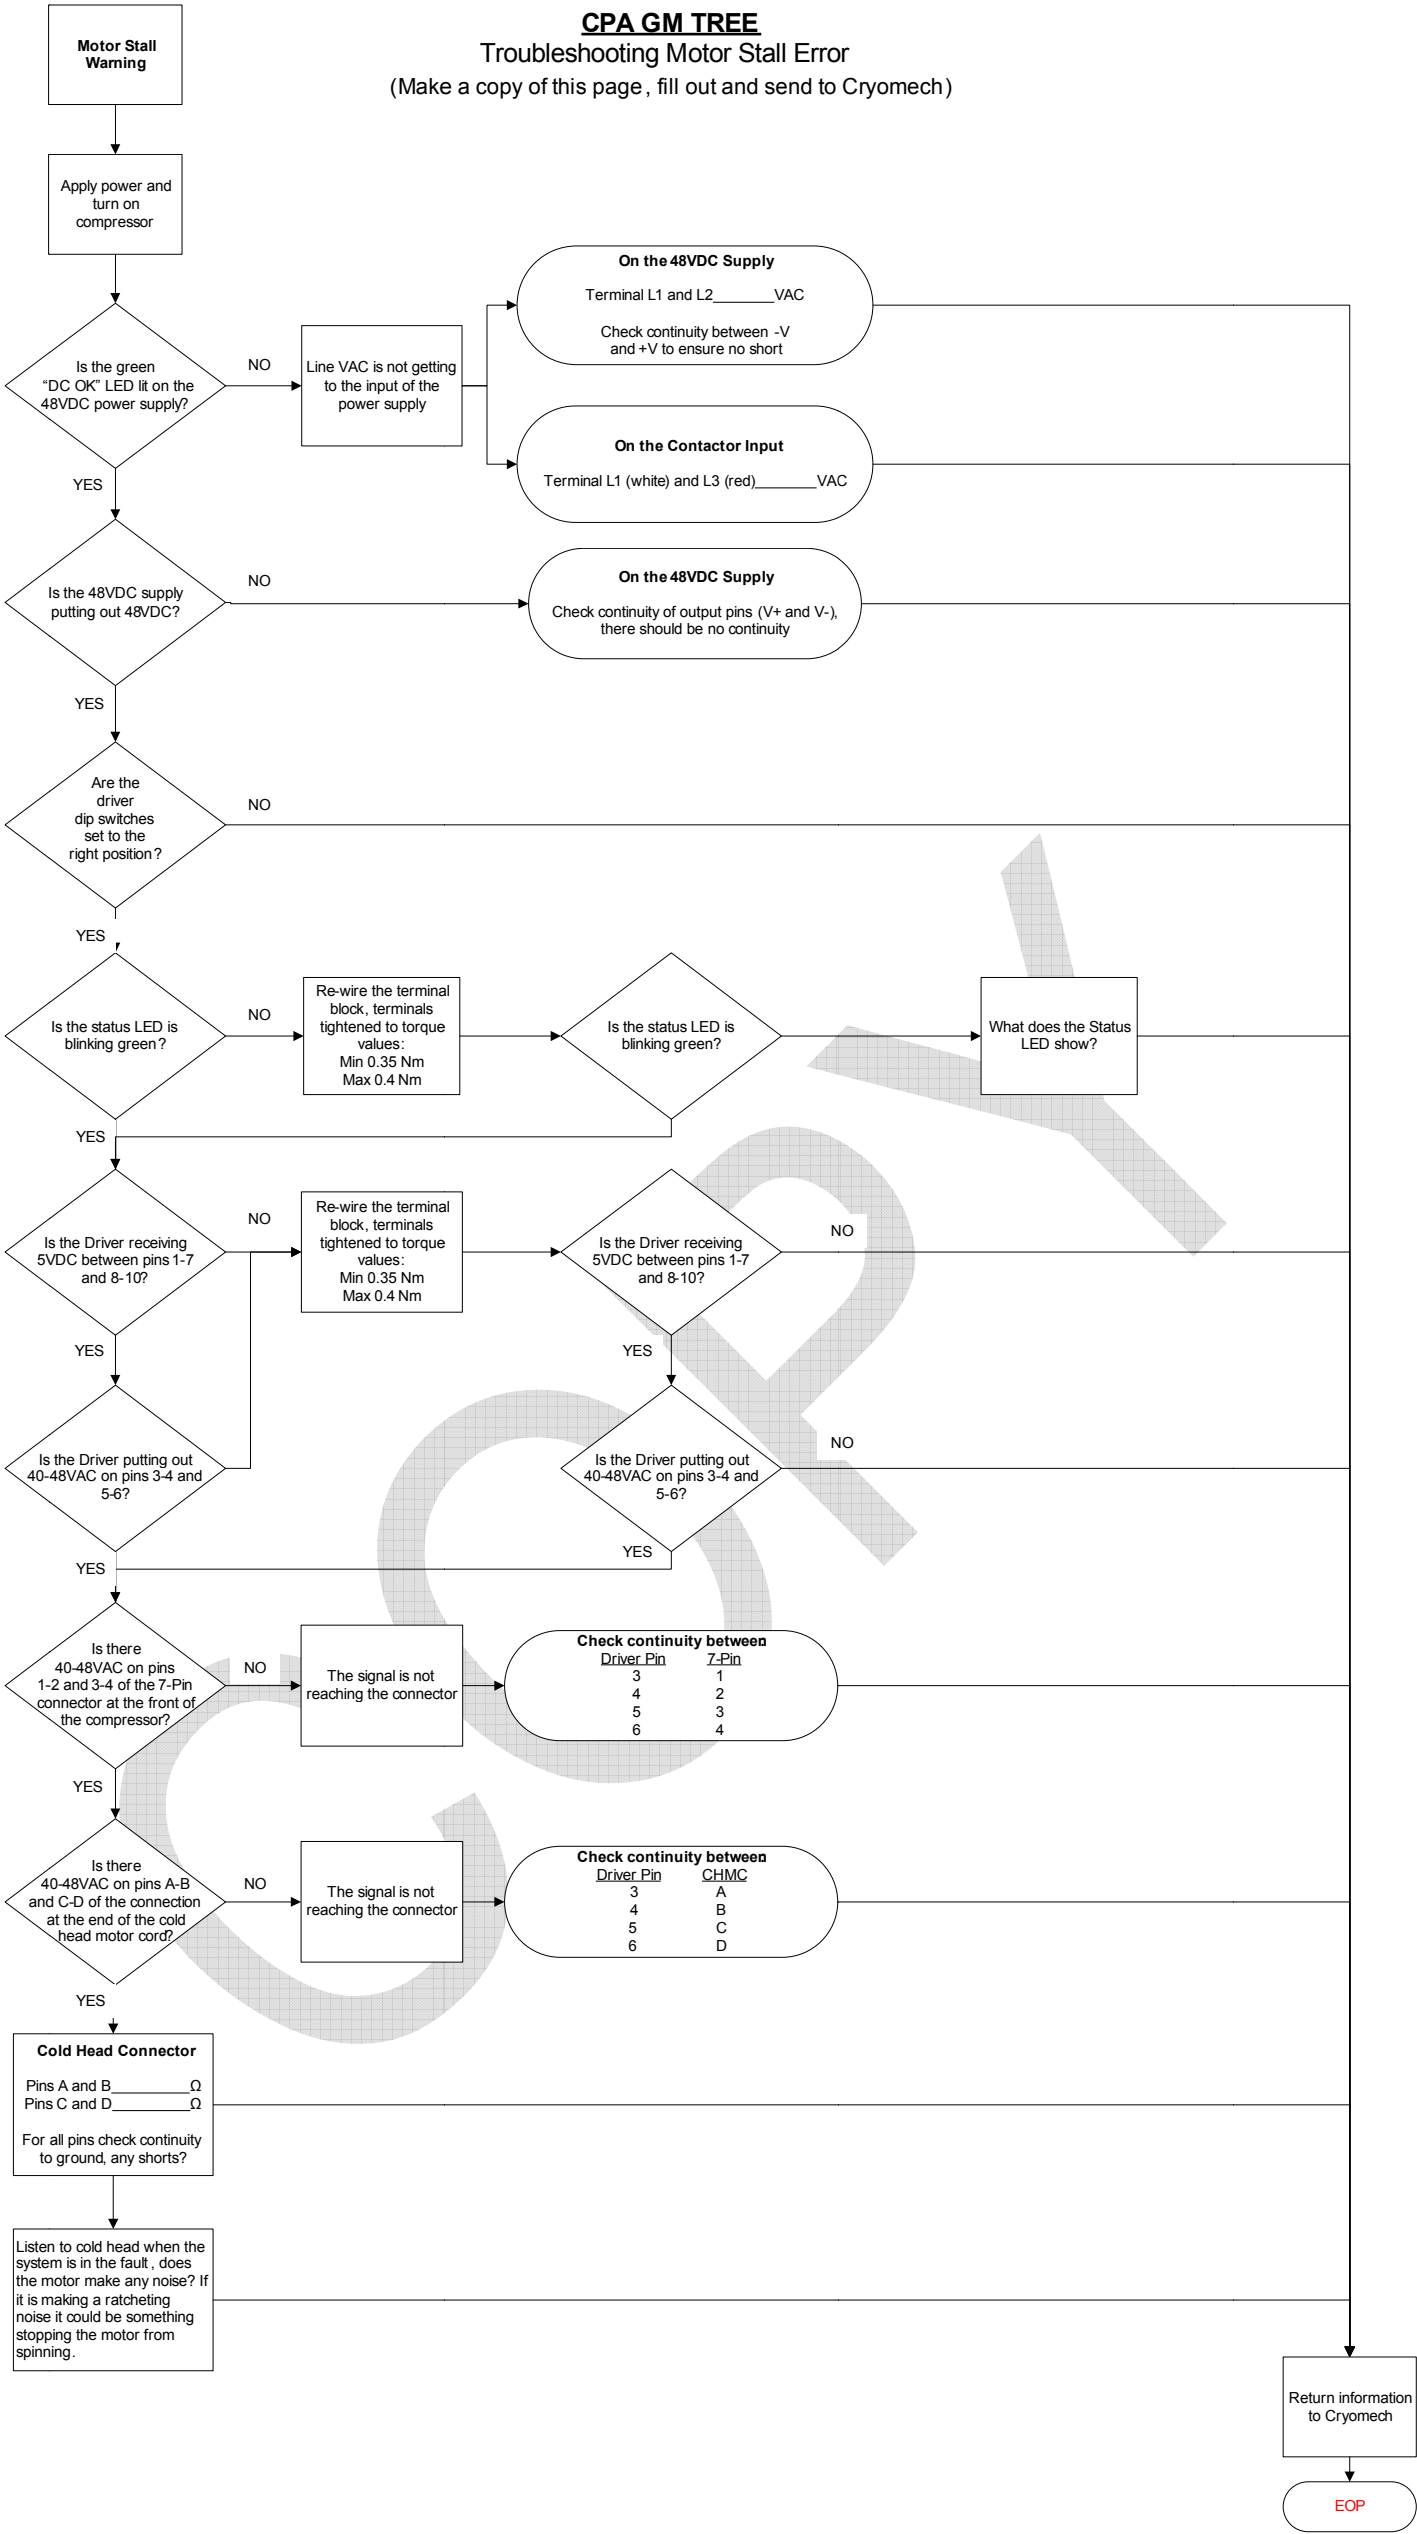 CPA GM TREE
Troubleshooting Motor Stall Error
(Make a copy of this page, fill out and send to Cryomech)
Motor Stall
Warning
Apply power and
turn on
compressor
Is the green
“DC OK” LED lit on the
48VDC power supply?
NO
YES
Line VAC is not getting
to the input of the
power supply
On the 48VDC Supply
Terminal L1 and L2_______VAC
Check continuity between -V
and +V to ensure no short
On the Contactor Input
Terminal L1 (white) and L3 (red)_______VAC
Is the 48VDC supply
putting out 48VDC?
NO
YES
On the 48VDC Supply
Check continuity of output pins (V+ and V-),
there should be no continuity
Are the
driver
dip switches
set to the
right position?
NO
YES
Is the status LED is
blinking green?
NO
YES
Re-wire the terminal
block, terminals
tightened to torque
values:
Min 0.35 Nm
Max 0.4 Nm
Is the status LED is
blinking green?
What does the Status
LED show?
Is the Driver receiving
5VDC between pins 1-7
and 8-10?
NO
YES
Re-wire the terminal
block, terminals
tightened to torque
values:
Min 0.35 Nm
Max 0.4 Nm
Is the Driver receiving
5VDC between pins 1-7
and 8-10?
NO
YES
Is the Driver putting out
40-48VAC on pins 3-4 and
5-6?
YES
Is the Driver putting out
40-48VAC on pins 3-4 and
5-6?
NO
YES
Is there
40-48VAC on pins
1-2 and 3-4 of the 7-Pin
connector at the front of
the compressor?
NO
YES
The signal is not
reaching the connector
Check continuity between:
Driver Pin 7-Pin
3 1
4 2
5 3
6 4
Is there
40-48VAC on pins A-B
and C-D of the connection
at the end of the cold
head motor cord?
NO
YES
The signal is not
reaching the connector
Check continuity between:
Driver Pin CHMC
3 A
4 B
5 C
6 D
Cold Head Connector
Pins A and B_________Ω
Pins C and D_________Ω
For all pins check continuity
to ground, any shorts?
Listen to cold head when the
system is in the fault, does
the motor make any noise? If
it is making a ratcheting
noise it could be something
stopping the motor from
spinning.
Return information
to Cryomech
EOP
COPY